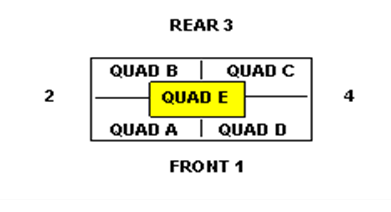 REAR 3
QUAD B | QUAD C
2 QUAD E 4
QUAD A | QUAD D
FRONT 1